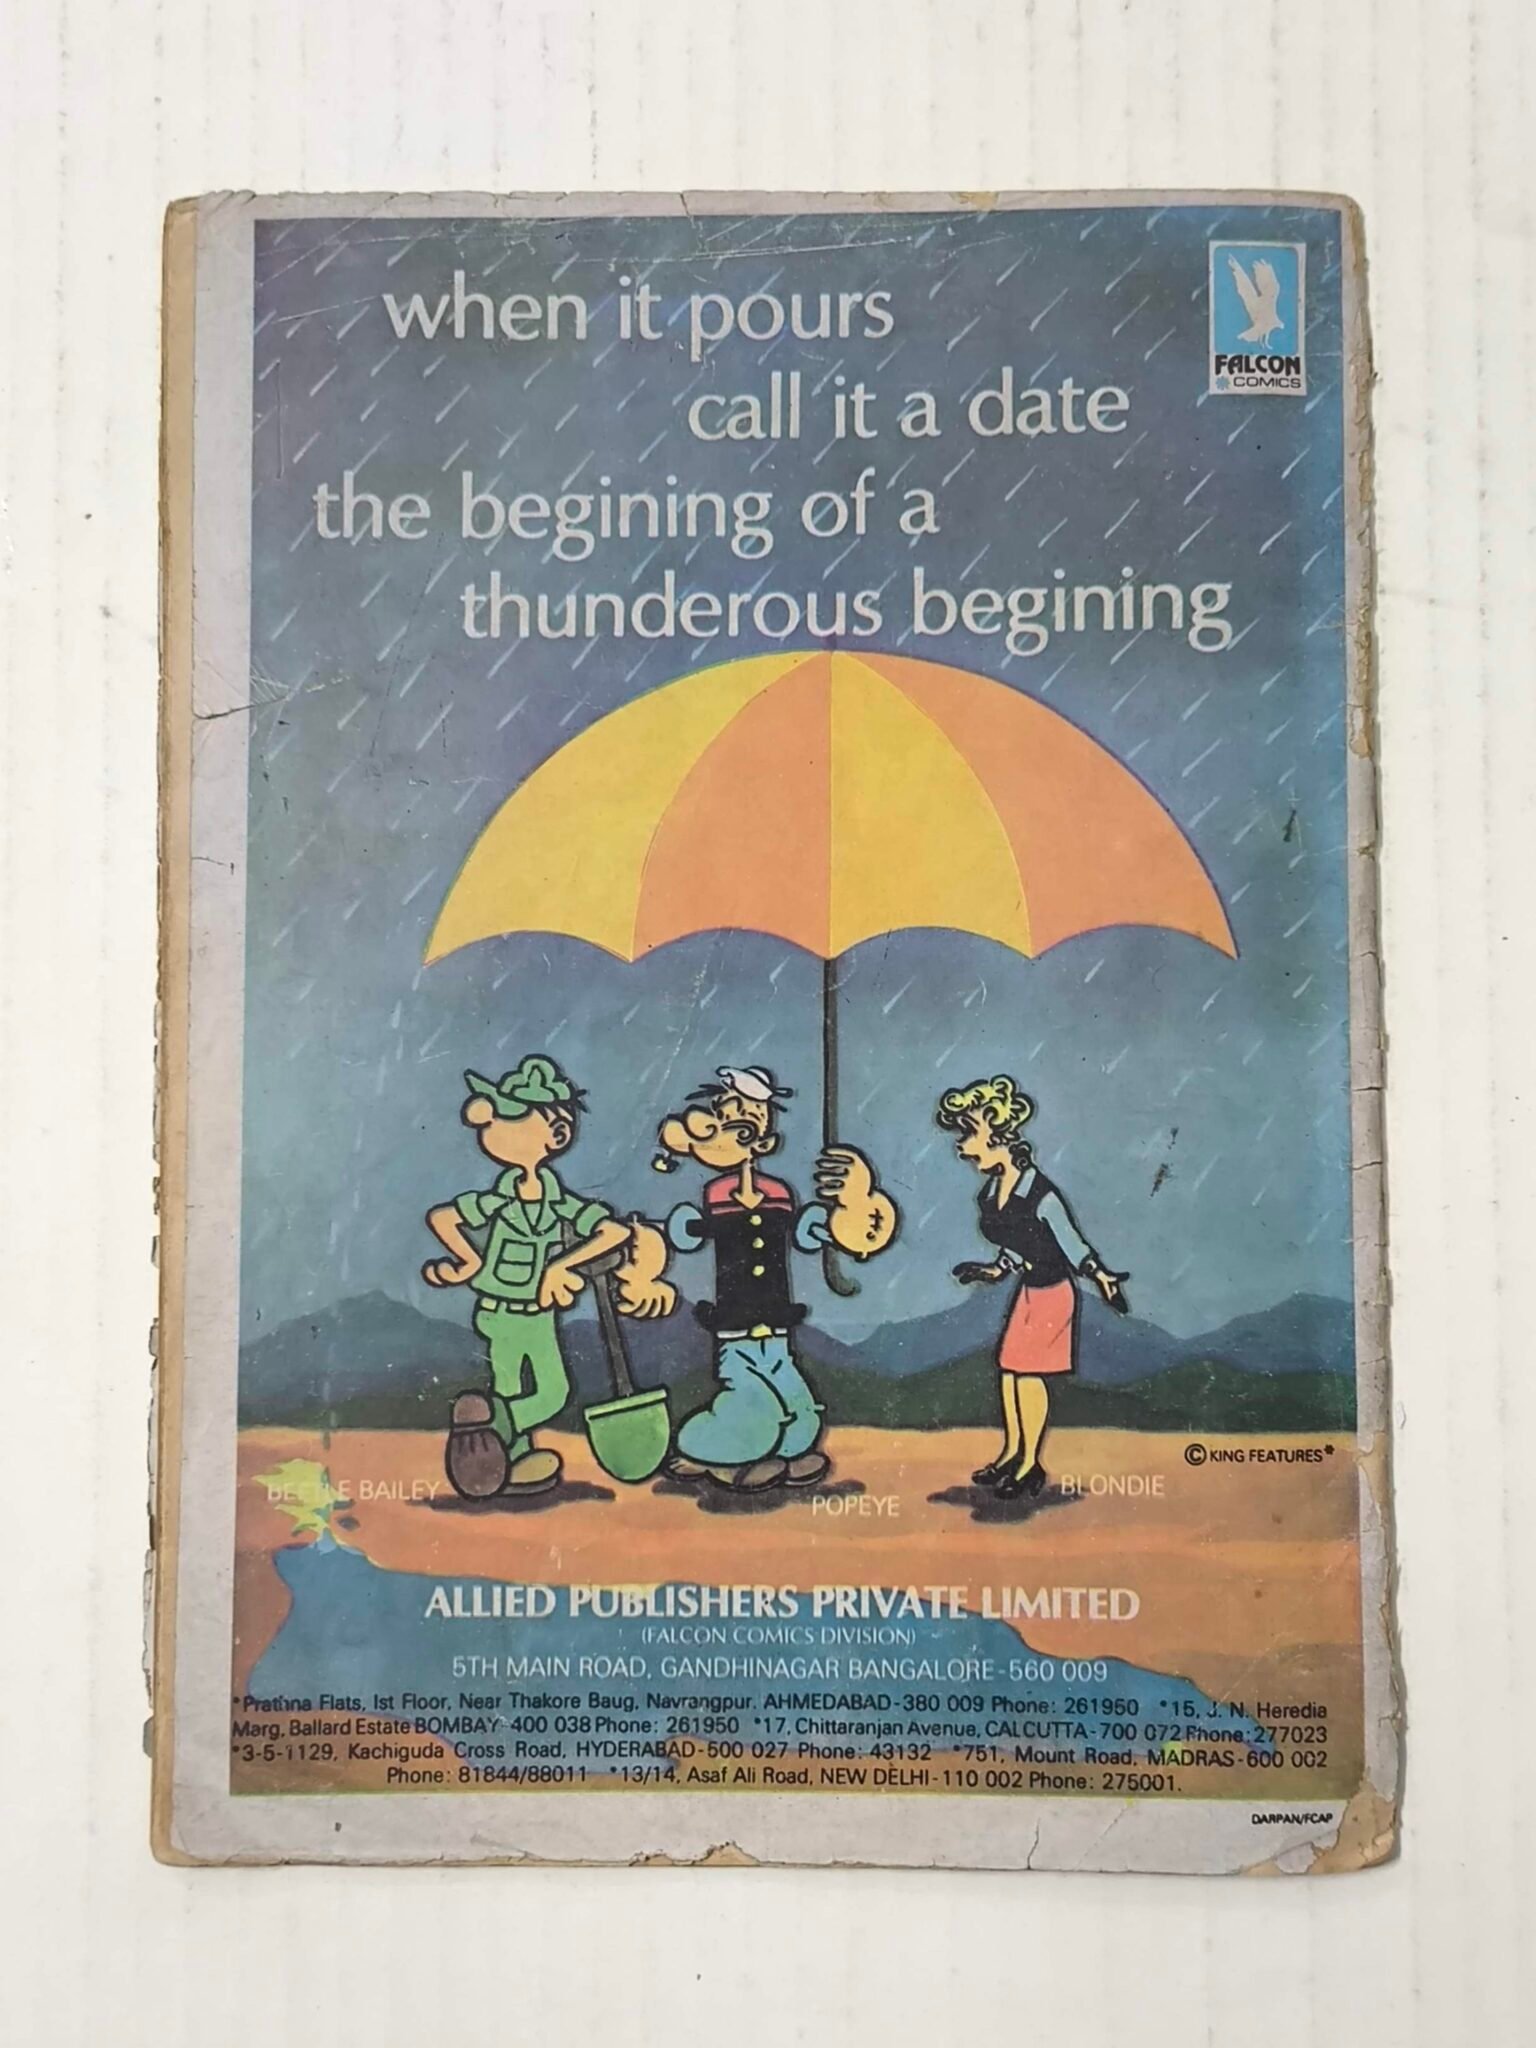 when it pours
call it a date
the begining of a
thunderous begining
FALCON
COMICS
© KING FEATURES*
BEETLE BAILEY
POPEYE
BLONDIE
ALLIED PUBLISHERS PRIVATE LIMITED
(FALCON COMICS DIVISION)
5TH MAIN ROAD, GANDHINAGAR BANGALORE-560 009
*Prathna Flats, Ist Floor, Near Thakore Baug, Navrangpur. AHMEDABAD-380 009 Phone: 261950 *15, J. N. Heredia
Marg, Ballard Estate BOMBAY-400 038 Phone: 261950 *17, Chittaranjan Avenue, CALCUTTA-700 072 Phone: 277023
*3-5-1129, Kachiguda Cross Road, HYDERABAD-500 027 Phone: 43132 *751, Mount Road, MADRAS-600 002
Phone: 81844/88011 *13/14, Asaf Ali Road, NEW DELHI-110 002 Phone: 275001.
DARPAN/FCAP